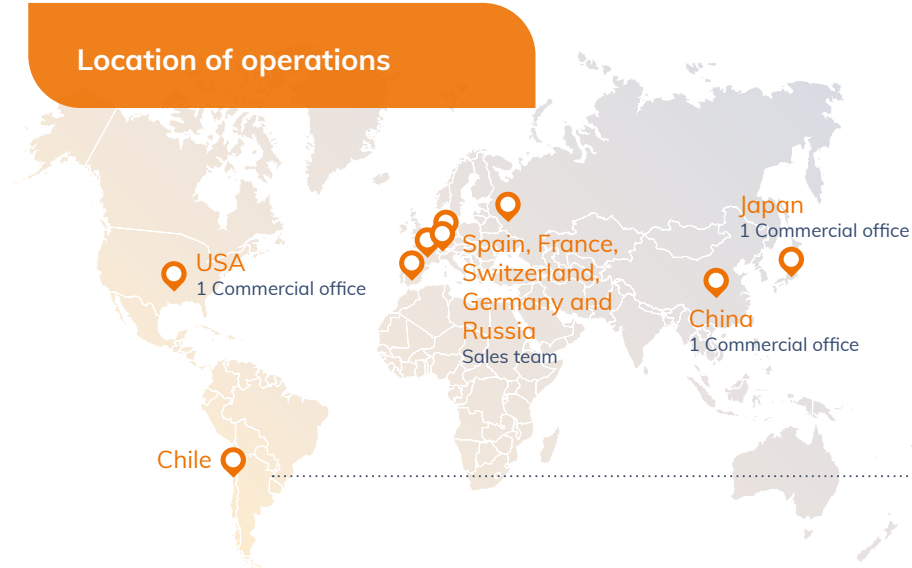 Location of operations
Japan
1 Commercial office
Spain, France,
Switzerland,
Germany and
Russia
Sales team
USA
1 Commercial office
China
1 Commercial office
Chile